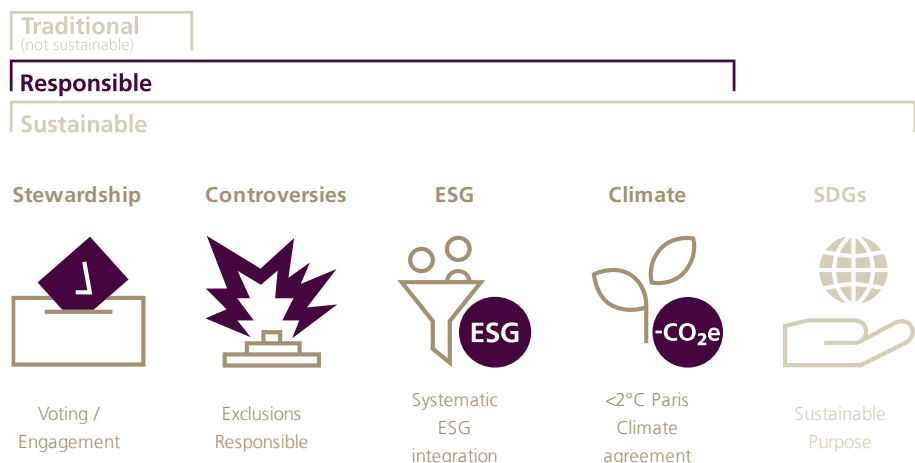 Traditional
(not sustainable)
Responsible
Sustainable
Stewardship Controversies ESG Climate SDGs
ESG -CO₂e
Voting / Exclusions Systematic <2°C Paris Sustainable
Engagement Responsible ESG Climate Purpose
integration agreement